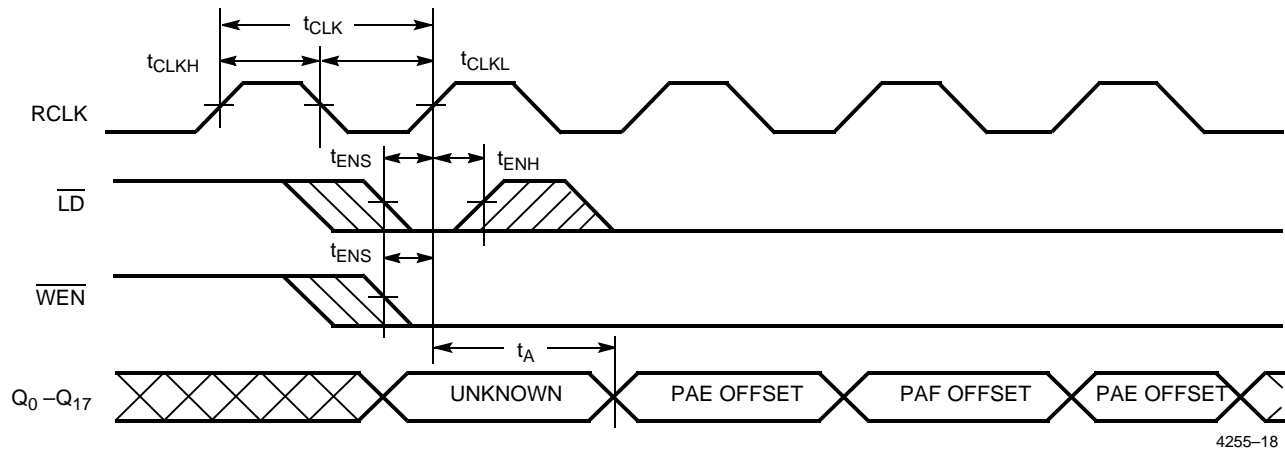 tCLK
tCLKH
tCLKL
RCLK
tENS
tENH
LD
tENS
WEN
tA
Q0 –Q17
UNKNOWN
PAE OFFSET
PAF OFFSET
PAE OFFSET
4255–18